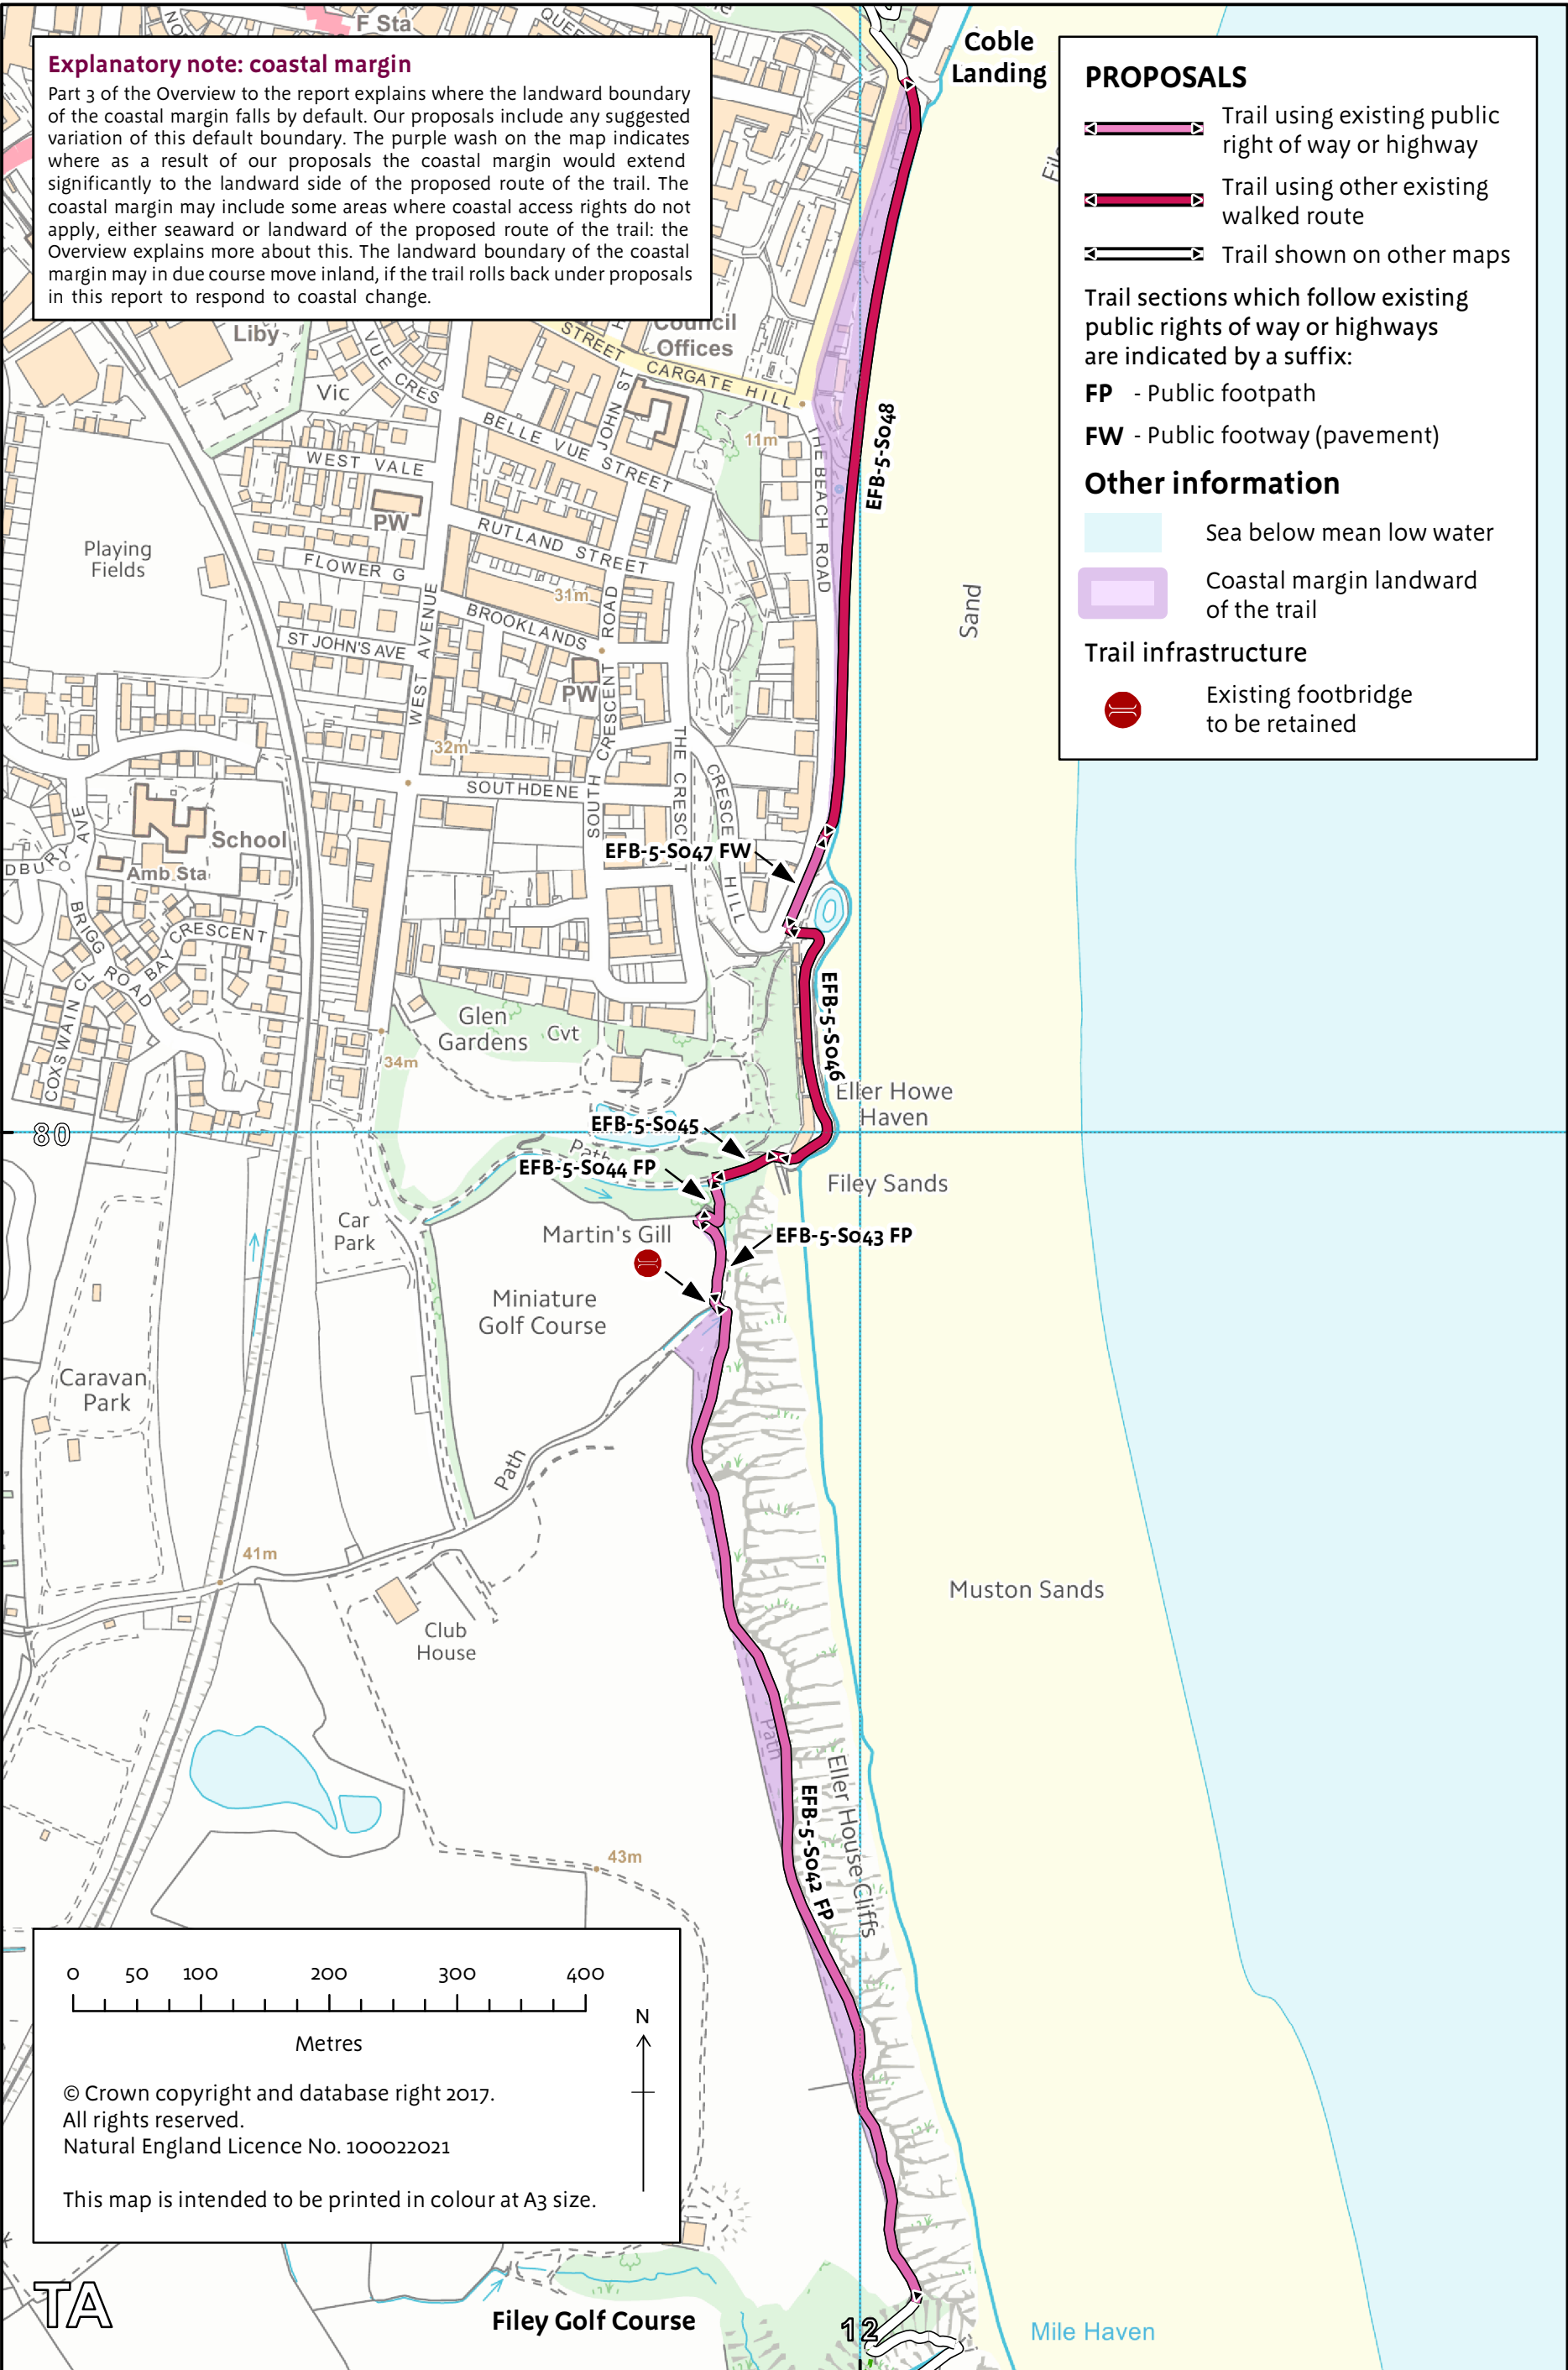 F Sta
QUEE
Coble
Landing
Explanatory note: coastal margin
Part 3 of the Overview to the report explains where the landward boundary
of the coastal margin falls by default. Our proposals include any suggested
variation of this default boundary. The purple wash on the map indicates
where as a result of our proposals the coastal margin would extend
significantly to the landward side of the proposed route of the trail. The
coastal margin may include some areas where coastal access rights do not
apply, either seaward or landward of the proposed route of the trail: the
Overview explains more about this. The landward boundary of the coastal
margin may in due course move inland, if the trail rolls back under proposals
in this report to respond to coastal change.
PROPOSALS
Trail using existing public
right of way or highway
Trail using other existing
walked route
Trail shown on other maps
Trail sections which follow existing
public rights of way or highways
are indicated by a suffix:
FP - Public footpath
FW - Public footway (pavement)
Other information
Sea below mean low water
Coastal margin landward
of the trail
Trail infrastructure
Existing footbridge
to be retained
Liby
Council
Offices
STREET
CARGATE HILL
VUE CRES
Vic
JOHN ST
BELLE VUE STREET
11m
THE BEACH ROAD
EFB-5-S048
WEST VALE
PW
RUTLAND STREET
Playing
Fields
FLOWER G
31m
Sand
BROOKLANDS
ST JOHN'S AVE
WEST AVENUE
PW
SOUTH CRESCENT ROAD
32m
THE CRESCENT
CRESCE
HILL
SOUTHDENE
School
Amb Sta
DBURY
AVE
EFB-5-S047 FW
BRIGG ROAD
BAY CRESCENT
COXSWAIN CL
EFB-5-S046
Glen
Gardens
Cvt
34m
Eller Howe
Haven
80
EFB-5-S045
Path
EFB-5-S044 FP
Filey Sands
Car
Park
Martin's Gill
EFB-5-S043 FP
Miniature
Golf Course
Caravan
Park
Path
41m
Muston Sands
Club
House
Path
Eller House Cliffs
EFB-5-S042 FP
43m
0 50 100 200 300 400
Metres
N
© Crown copyright and database right 2017.
All rights reserved.
Natural England Licence No. 100022021
This map is intended to be printed in colour at A3 size.
TA
Filey Golf Course
12
Mile Haven